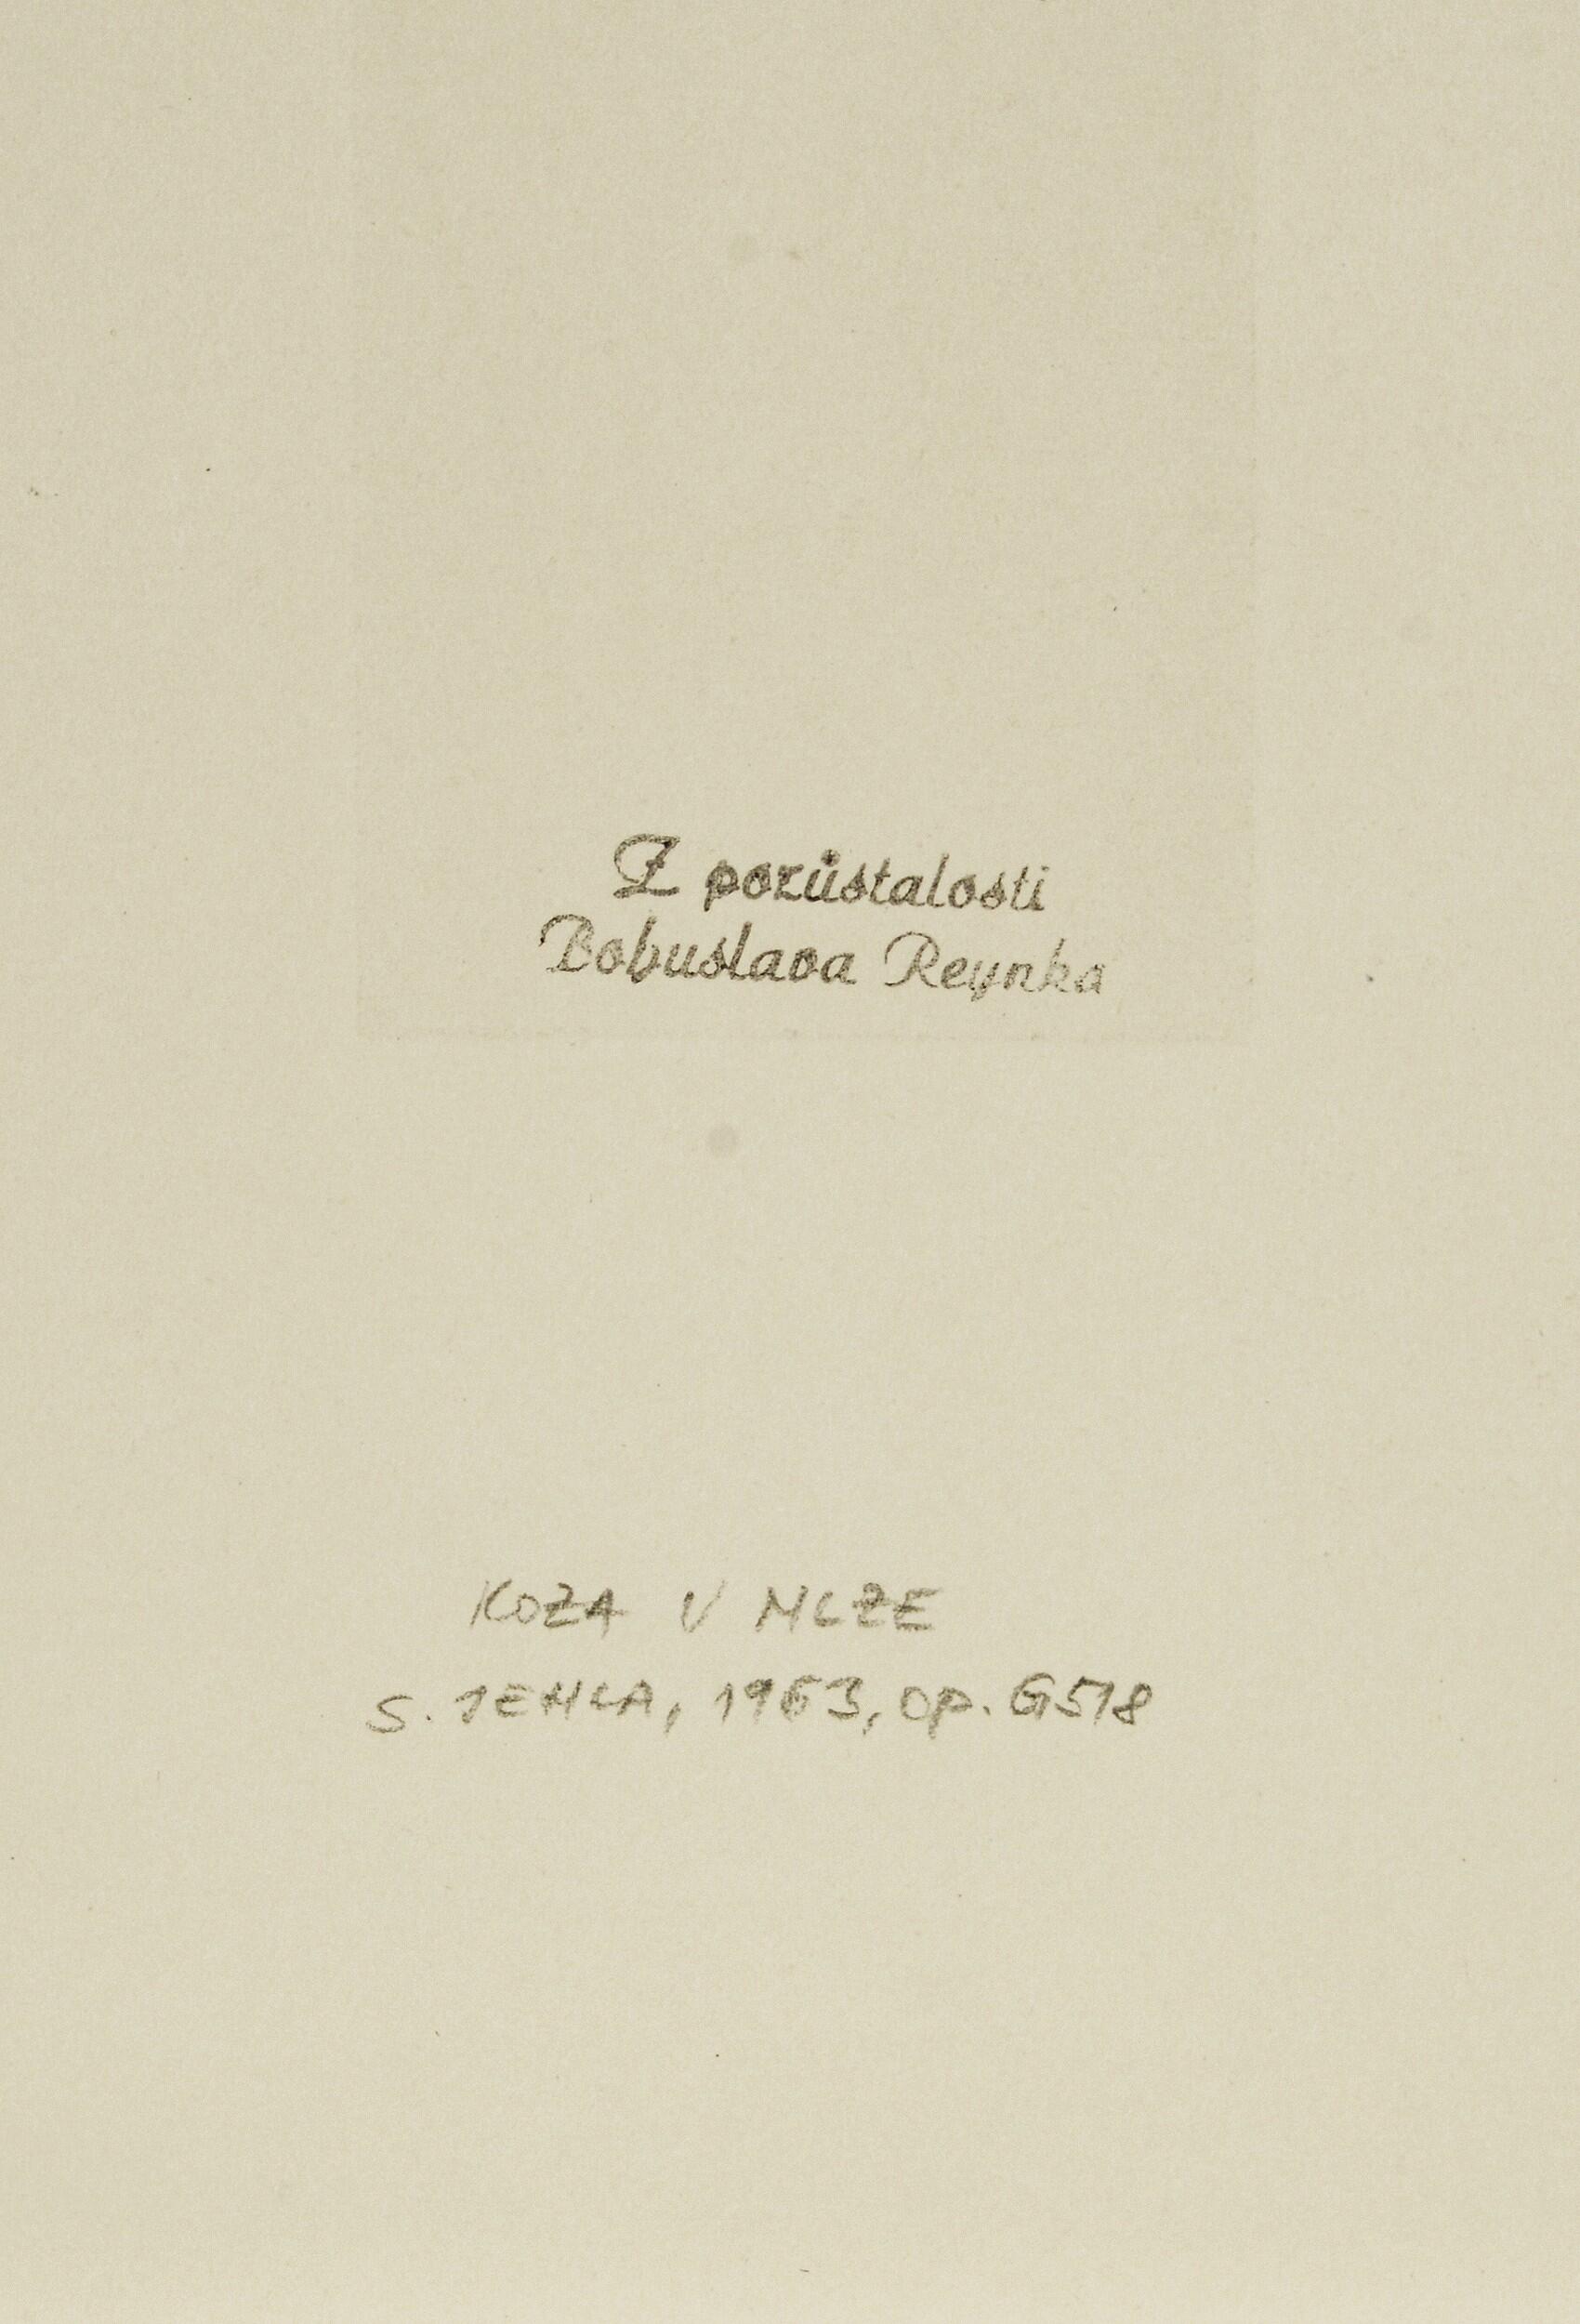 Z pozůstalosti
Bohuslava Reynka
KOZA V MLZE
S. JEHLA, 1963, OP. G518